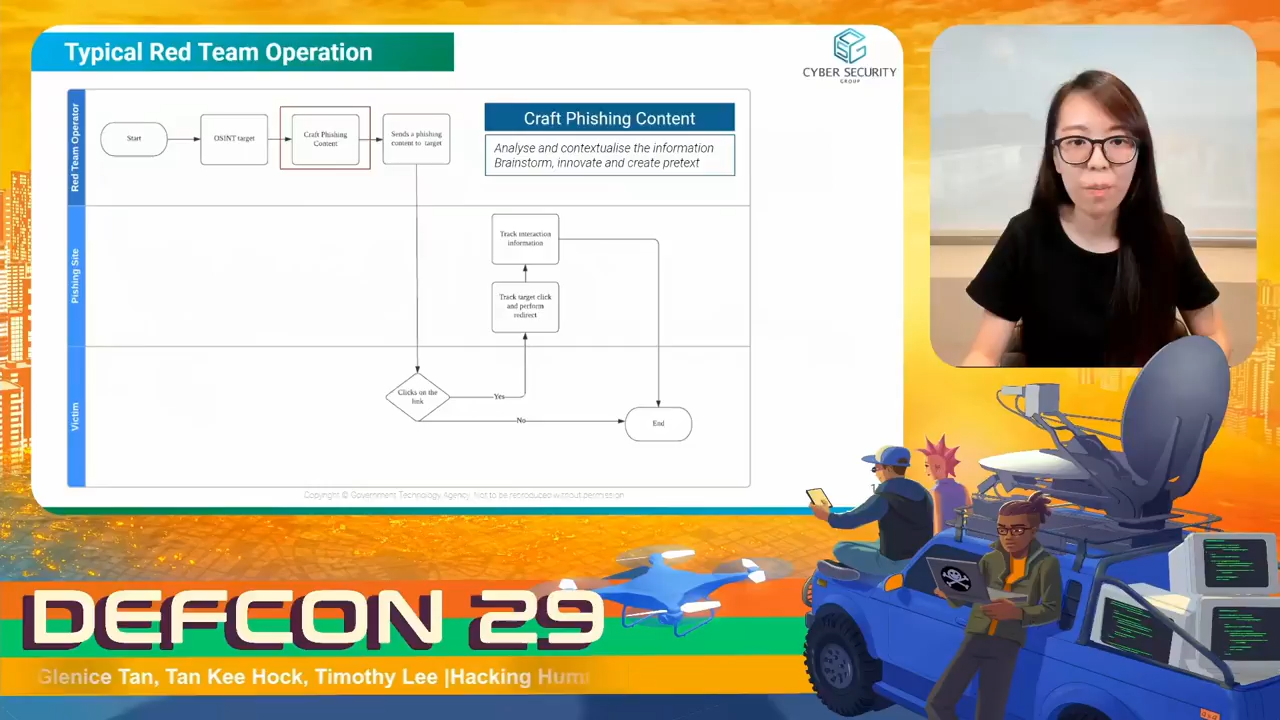 Typical Red Team Operation
CYBER SECURITY
GROUP
Red Team Operator
Start
OSINT target
Craft Phishing
Content
Sends a phishing
content to target
Craft Phishing Content
Analyse and contextualise the information
Brainstorm, innovate and create pretext
Pishing Site
Track interaction
information
Track target click
and perform
redirect
Victim
Clicks on the
link
Yes
No
End
Copyright © Government Technology Agency. Not to be reproduced without permission
DEFCON 29
Glenice Tan, Tan Kee Hock, Timothy Lee |Hacking Hum